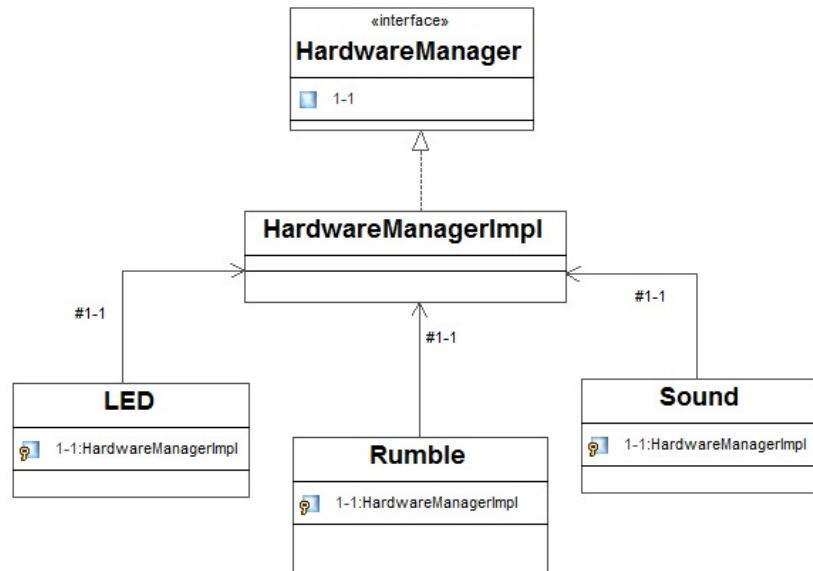 «interface»
HardwareManager
1-1
HardwareManagerImpl
#1-1
#1-1
#1-1
LED
1-1:HardwareManagerImpl
Rumble
1-1:HardwareManagerImpl
Sound
1-1:HardwareManagerImpl